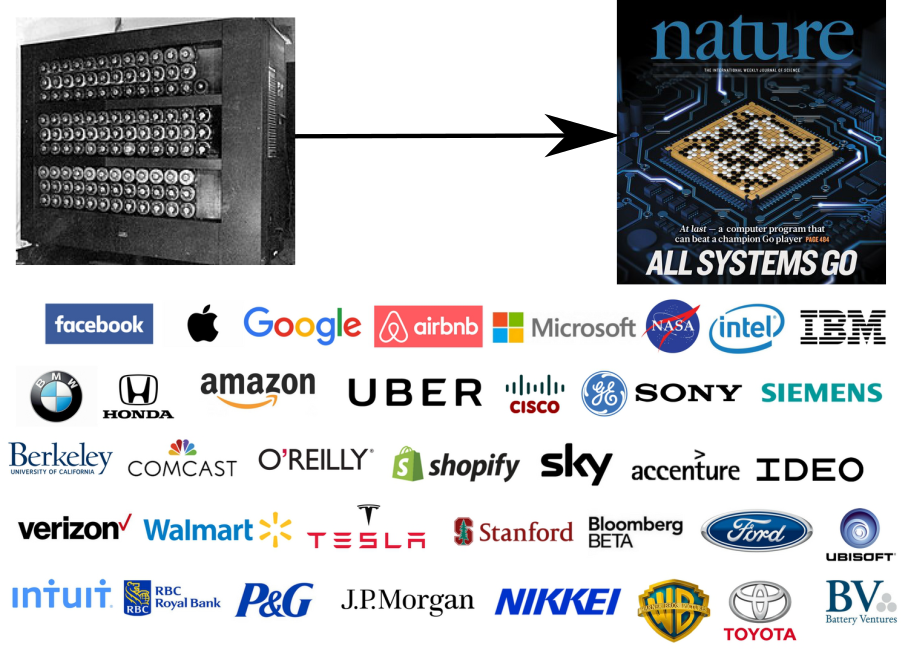 nature
THE INTERNATIONAL WEEKLY JOURNAL OF SCIENCE
At last – a computer program that
can beat a champion Go player PAGE 484
ALL SYSTEMS GO
facebook
Google
airbnb
Microsoft
NASA
intel
IBM
BMW
HONDA
amazon
UBER
CISCO
GE
SONY
SIEMENS
Berkeley
UNIVERSITY OF CALIFORNIA
COMCAST
O'REILLY®
shopify
sky
accenture
IDEO
verizon
Walmart
TESLA
S Stanford
Bloomberg
BETA
Ford
UBISOFT
intuit
RBC
RBC
Royal Bank
P&G
J.P.Morgan
NIKKEI
WB
TOYOTA
BV
Battery Ventures